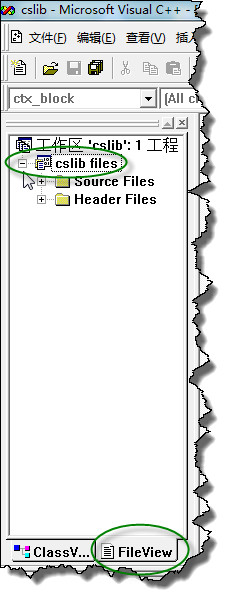 cslib - Microsoft Visual C++ -
文件(F) 编辑(E) 查看(V) 插入
ctx_block [All c
工作区 'cslib': 1 工程
cslib files
Source Files
Header Files
ClassV... FileView